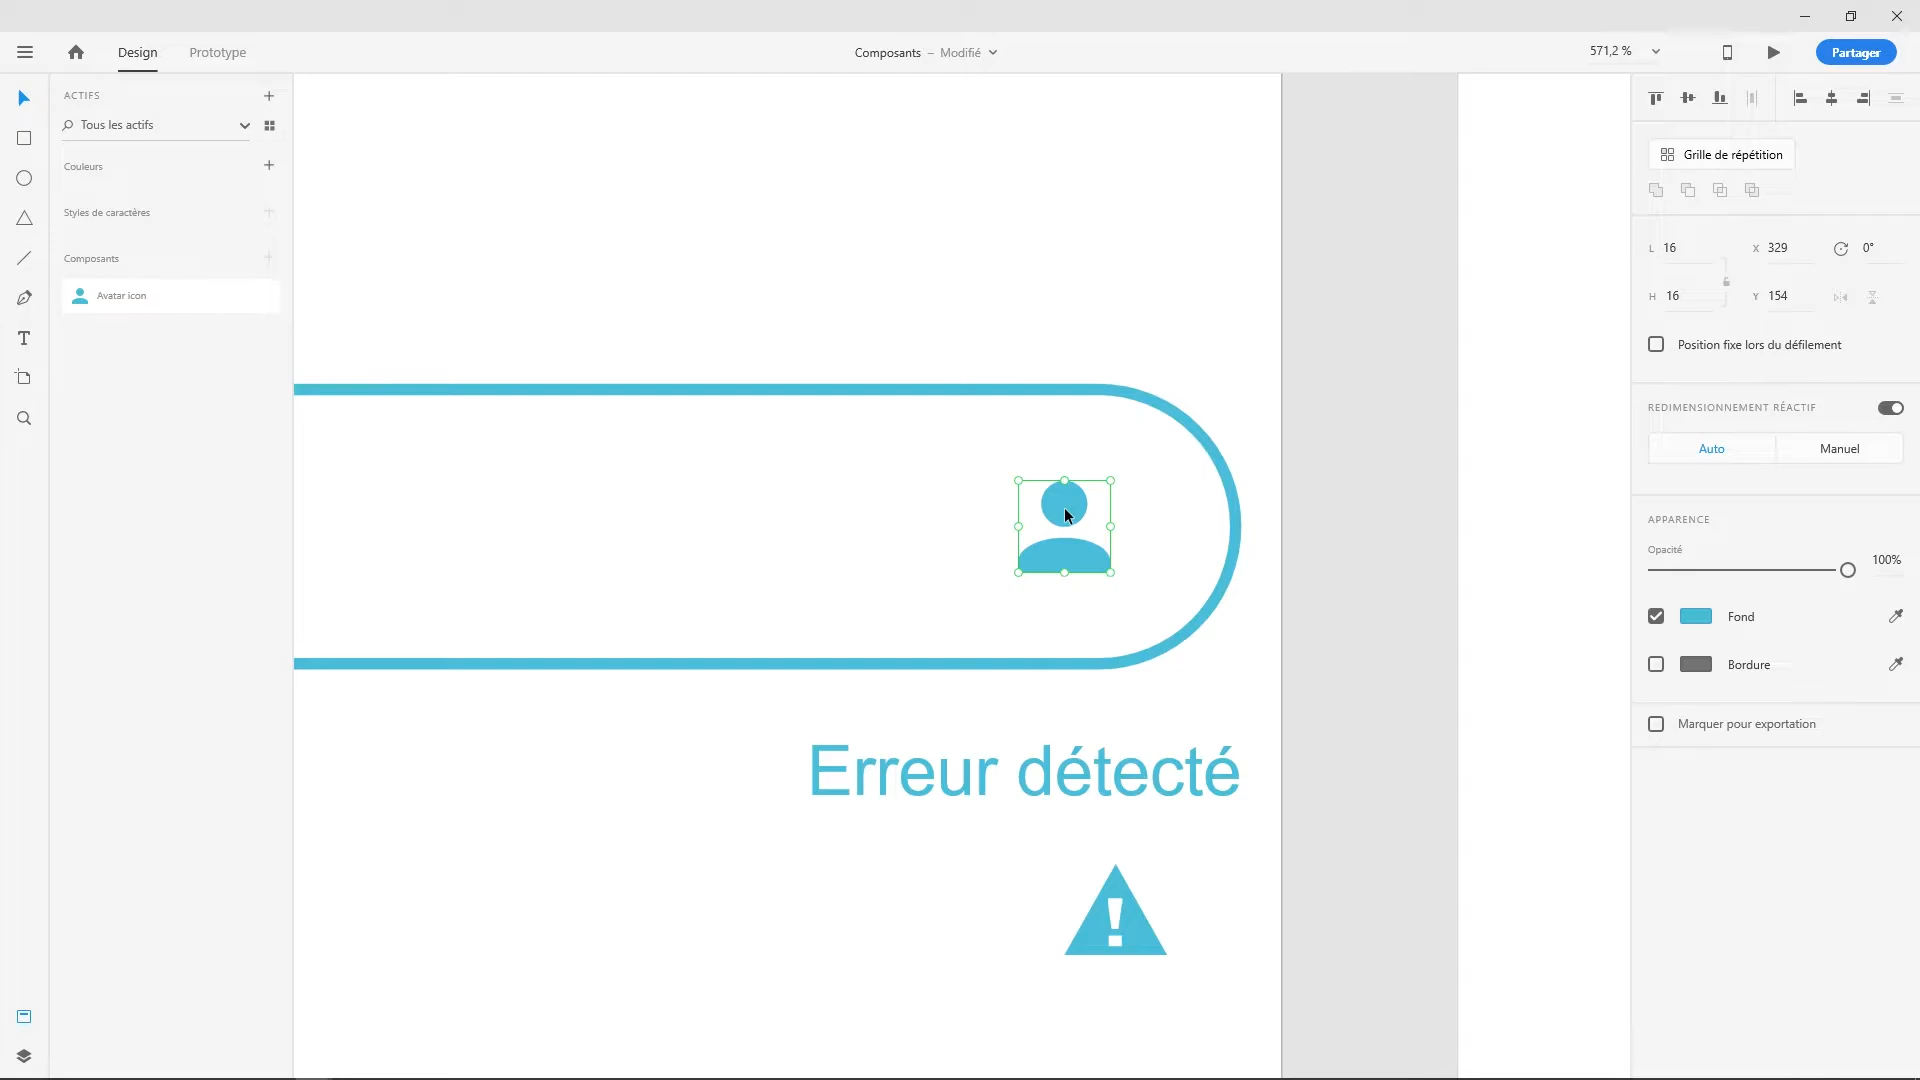 Design
Prototype
Composants – Modifié
571,2 %
Partager
ACTIFS
Tous les actifs
Couleurs
Styles de caractères
Composants
Avatar icon
Grille de répétition
L 16
X 329
0°
H 16
Y 154
Position fixe lors du défilement
REDIMENSIONNEMENT RÉACTIF
Auto
Manuel
APPARENCE
Opacité
100%
Fond
Bordure
Marquer pour exportation
Erreur détecté
!